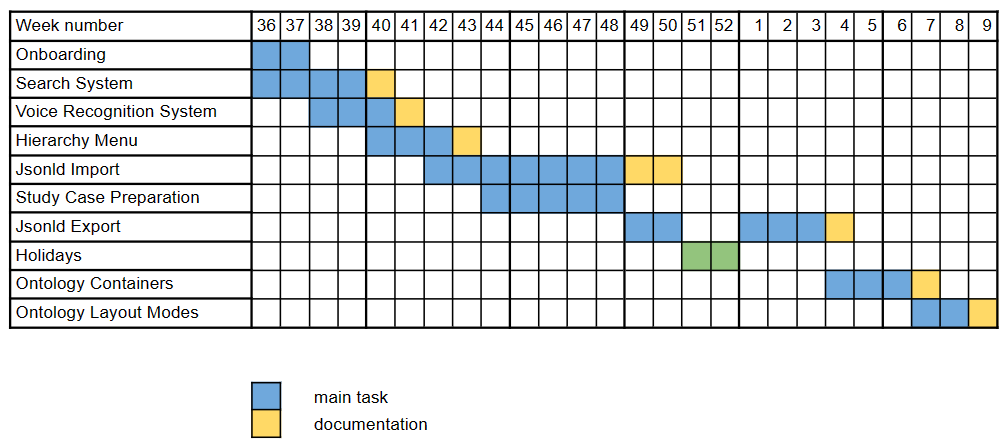 Week number 36 37 38 39 40 41 42 43 44 45 46 47 48 49 50 51 52 1 2 3 4 5 6 7 8 9
Onboarding
Search System
Voice Recognition System
Hierarchy Menu
Jsonld Import
Study Case Preparation
Jsonld Export
Holidays
Ontology Containers
Ontology Layout Modes
main task
documentation